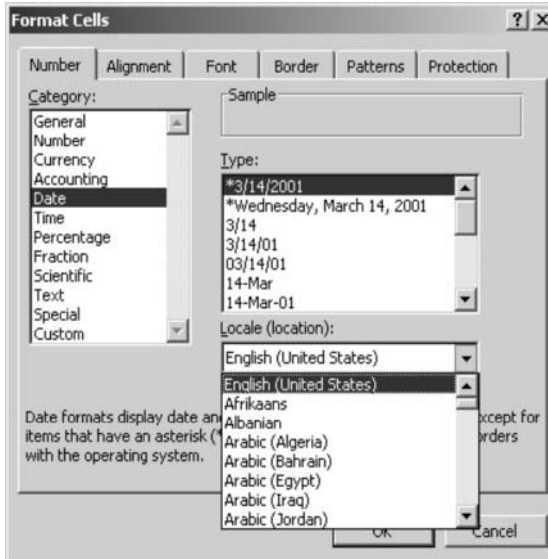 Format Cells
Number Alignment Font Border Patterns Protection
Category:
General
Number
Currency
Accounting
Date
Time
Percentage
Fraction
Scientific
Text
Special
Custom
Sample
Type:
*3/14/2001
*Wednesday, March 14, 2001
3/14
3/14/01
03/14/01
14-Mar
14-Mar-01
Locale (location):
English (United States)
English (United States)
Afrikaans
Albanian
Arabic (Algeria)
Arabic (Bahrain)
Arabic (Egypt)
Arabic (Iraq)
Arabic (Jordan)
Date formats display date and xcept for
items that have an asterisk (* orders
with the operating system.
OK Cancel